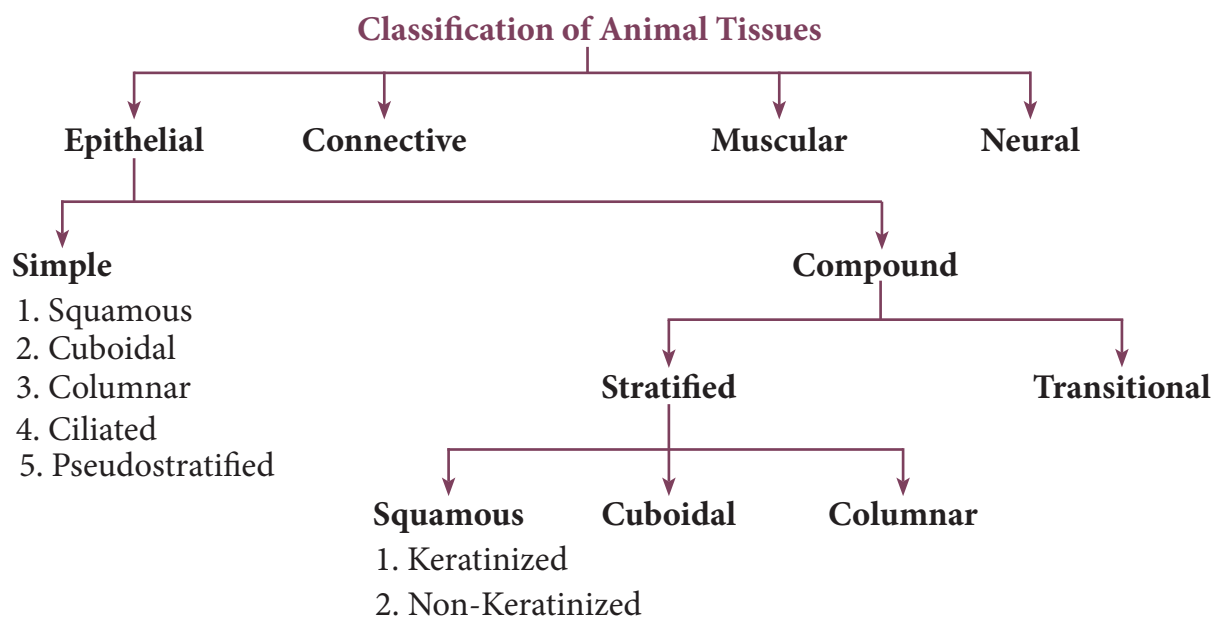 Classification of Animal Tissues
Epithelial
Connective
Muscular
Neural
Simple
1. Squamous
2. Cuboidal
3. Columnar
4. Ciliated
5. Pseudostratified
Compound
Stratified
Transitional
Squamous
1. Keratinized
2. Non-Keratinized
Cuboidal
Columnar